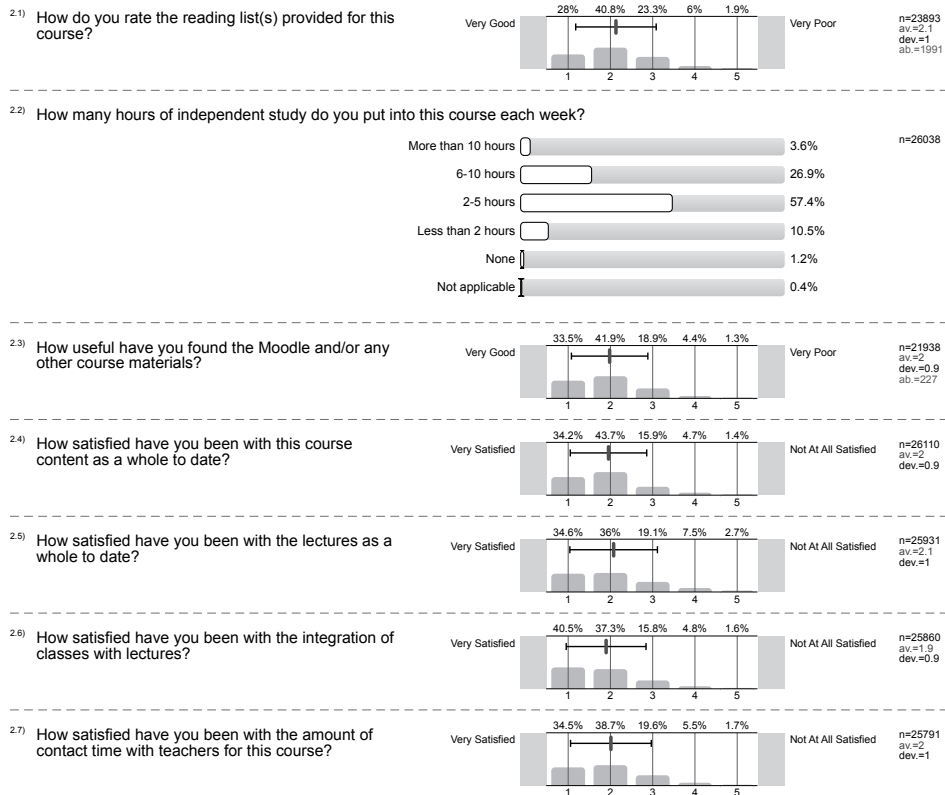 2.1) How do you rate the reading list(s) provided for this
course?
Very Good
28% 40.8% 23.3% 6% 1.9%
1 2 3 4 5
Very Poor
n=23893
av.=2.1
dev.=1
ab.=1991
2.2) How many hours of independent study do you put into this course each week?
n=26038
More than 10 hours 3.6%
6-10 hours 26.9%
2-5 hours 57.4%
Less than 2 hours 10.5%
None 1.2%
Not applicable 0.4%
2.3) How useful have you found the Moodle and/or any
other course materials?
Very Good
33.5% 41.9% 18.9% 4.4% 1.3%
1 2 3 4 5
Very Poor
n=21938
av.=2
dev.=0.9
ab.=227
2.4) How satisfied have you been with this course
content as a whole to date?
Very Satisfied
34.2% 43.7% 15.9% 4.7% 1.4%
1 2 3 4 5
Not At All Satisfied
n=26110
av.=2
dev.=0.9
2.5) How satisfied have you been with the lectures as a
whole to date?
Very Satisfied
34.6% 36% 19.1% 7.5% 2.7%
1 2 3 4 5
Not At All Satisfied
n=25931
av.=2.1
dev.=1
2.6) How satisfied have you been with the integration of
classes with lectures?
Very Satisfied
40.5% 37.3% 15.8% 4.8% 1.6%
1 2 3 4 5
Not At All Satisfied
n=25860
av.=1.9
dev.=0.9
2.7) How satisfied have you been with the amount of
contact time with teachers for this course?
Very Satisfied
34.5% 38.7% 19.6% 5.5% 1.7%
1 2 3 4 5
Not At All Satisfied
n=25791
av.=2
dev.=1